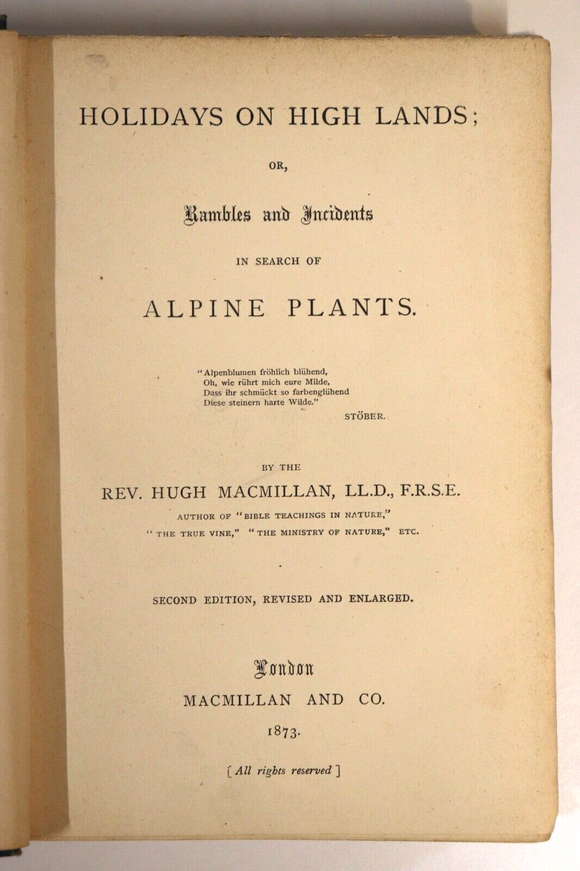 HOLIDAYS ON HIGH LANDS;
OR,
Rambles and Incidents
IN SEARCH OF
ALPINE PLANTS.
"Alpenblumen fröhlich blühend,
Oh, wie rührt mich eure Milde,
Dass ihr schmückt so farbenglühend
Diese steinern harte Wilde."
STÖBER.
BY THE
REV. HUGH MACMILLAN, LL.D., F.R.S.E.
AUTHOR OF "BIBLE TEACHINGS IN NATURE,"
"THE TRUE VINE," "THE MINISTRY OF NATURE," ETC.
SECOND EDITION, REVISED AND ENLARGED.
London
MACMILLAN AND CO.
1873.
[All rights reserved]